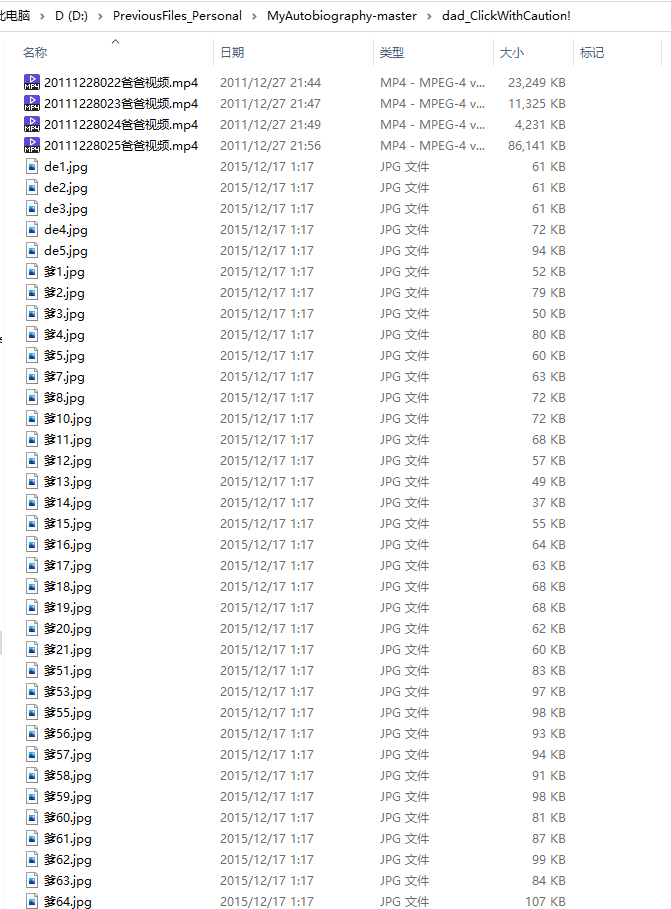 此电脑 > D (D:) > PreviousFiles_Personal > MyAutobiography-master > dad_ClickWithCaution!
名称 日期 类型 大小 标记
20111228022爸爸视频.mp4 2011/12/27 21:44 MP4 - MPEG-4 v... 23,249 KB
20111228023爸爸视频.mp4 2011/12/27 21:47 MP4 - MPEG-4 v... 11,325 KB
20111228024爸爸视频.mp4 2011/12/27 21:49 MP4 - MPEG-4 v... 4,231 KB
20111228025爸爸视频.mp4 2011/12/27 21:56 MP4 - MPEG-4 v... 86,141 KB
de1.jpg 2015/12/17 1:17 JPG 文件 61 KB
de2.jpg 2015/12/17 1:17 JPG 文件 61 KB
de3.jpg 2015/12/17 1:17 JPG 文件 61 KB
de4.jpg 2015/12/17 1:17 JPG 文件 72 KB
de5.jpg 2015/12/17 1:17 JPG 文件 94 KB
爹1.jpg 2015/12/17 1:17 JPG 文件 52 KB
爹2.jpg 2015/12/17 1:17 JPG 文件 79 KB
爹3.jpg 2015/12/17 1:17 JPG 文件 50 KB
爹4.jpg 2015/12/17 1:17 JPG 文件 80 KB
爹5.jpg 2015/12/17 1:17 JPG 文件 60 KB
爹7.jpg 2015/12/17 1:17 JPG 文件 63 KB
爹8.jpg 2015/12/17 1:17 JPG 文件 72 KB
爹10.jpg 2015/12/17 1:17 JPG 文件 72 KB
爹11.jpg 2015/12/17 1:17 JPG 文件 68 KB
爹12.jpg 2015/12/17 1:17 JPG 文件 57 KB
爹13.jpg 2015/12/17 1:17 JPG 文件 49 KB
爹14.jpg 2015/12/17 1:17 JPG 文件 37 KB
爹15.jpg 2015/12/17 1:17 JPG 文件 55 KB
爹16.jpg 2015/12/17 1:17 JPG 文件 64 KB
爹17.jpg 2015/12/17 1:17 JPG 文件 63 KB
爹18.jpg 2015/12/17 1:17 JPG 文件 68 KB
爹19.jpg 2015/12/17 1:17 JPG 文件 68 KB
爹20.jpg 2015/12/17 1:17 JPG 文件 62 KB
爹21.jpg 2015/12/17 1:17 JPG 文件 60 KB
爹51.jpg 2015/12/17 1:17 JPG 文件 83 KB
爹53.jpg 2015/12/17 1:17 JPG 文件 97 KB
爹55.jpg 2015/12/17 1:17 JPG 文件 98 KB
爹56.jpg 2015/12/17 1:17 JPG 文件 93 KB
爹57.jpg 2015/12/17 1:17 JPG 文件 94 KB
爹58.jpg 2015/12/17 1:17 JPG 文件 91 KB
爹59.jpg 2015/12/17 1:17 JPG 文件 98 KB
爹60.jpg 2015/12/17 1:17 JPG 文件 81 KB
爹61.jpg 2015/12/17 1:17 JPG 文件 87 KB
爹62.jpg 2015/12/17 1:17 JPG 文件 99 KB
爹63.jpg 2015/12/17 1:17 JPG 文件 84 KB
爹64.jpg 2015/12/17 1:17 JPG 文件 107 KB